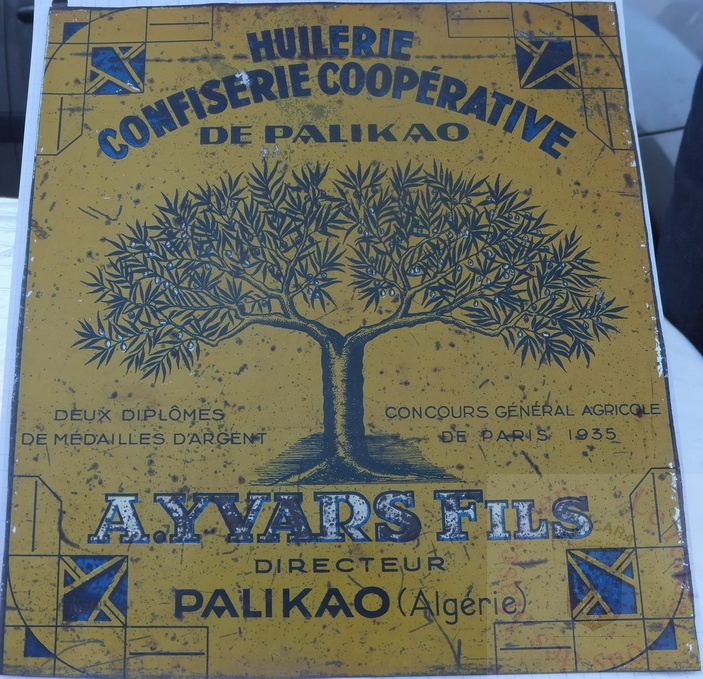 HUILERIE
CONFISERIE COOPÉRATIVE
DE PALIKAO
DEUX DIPLÔMES
DE MÉDAILLES D'ARGENT
CONCOURS GÉNÉRAL AGRICOLE
DE PARIS 1935
A.YVARS FILS
DIRECTEUR
PALIKAO (Algérie)